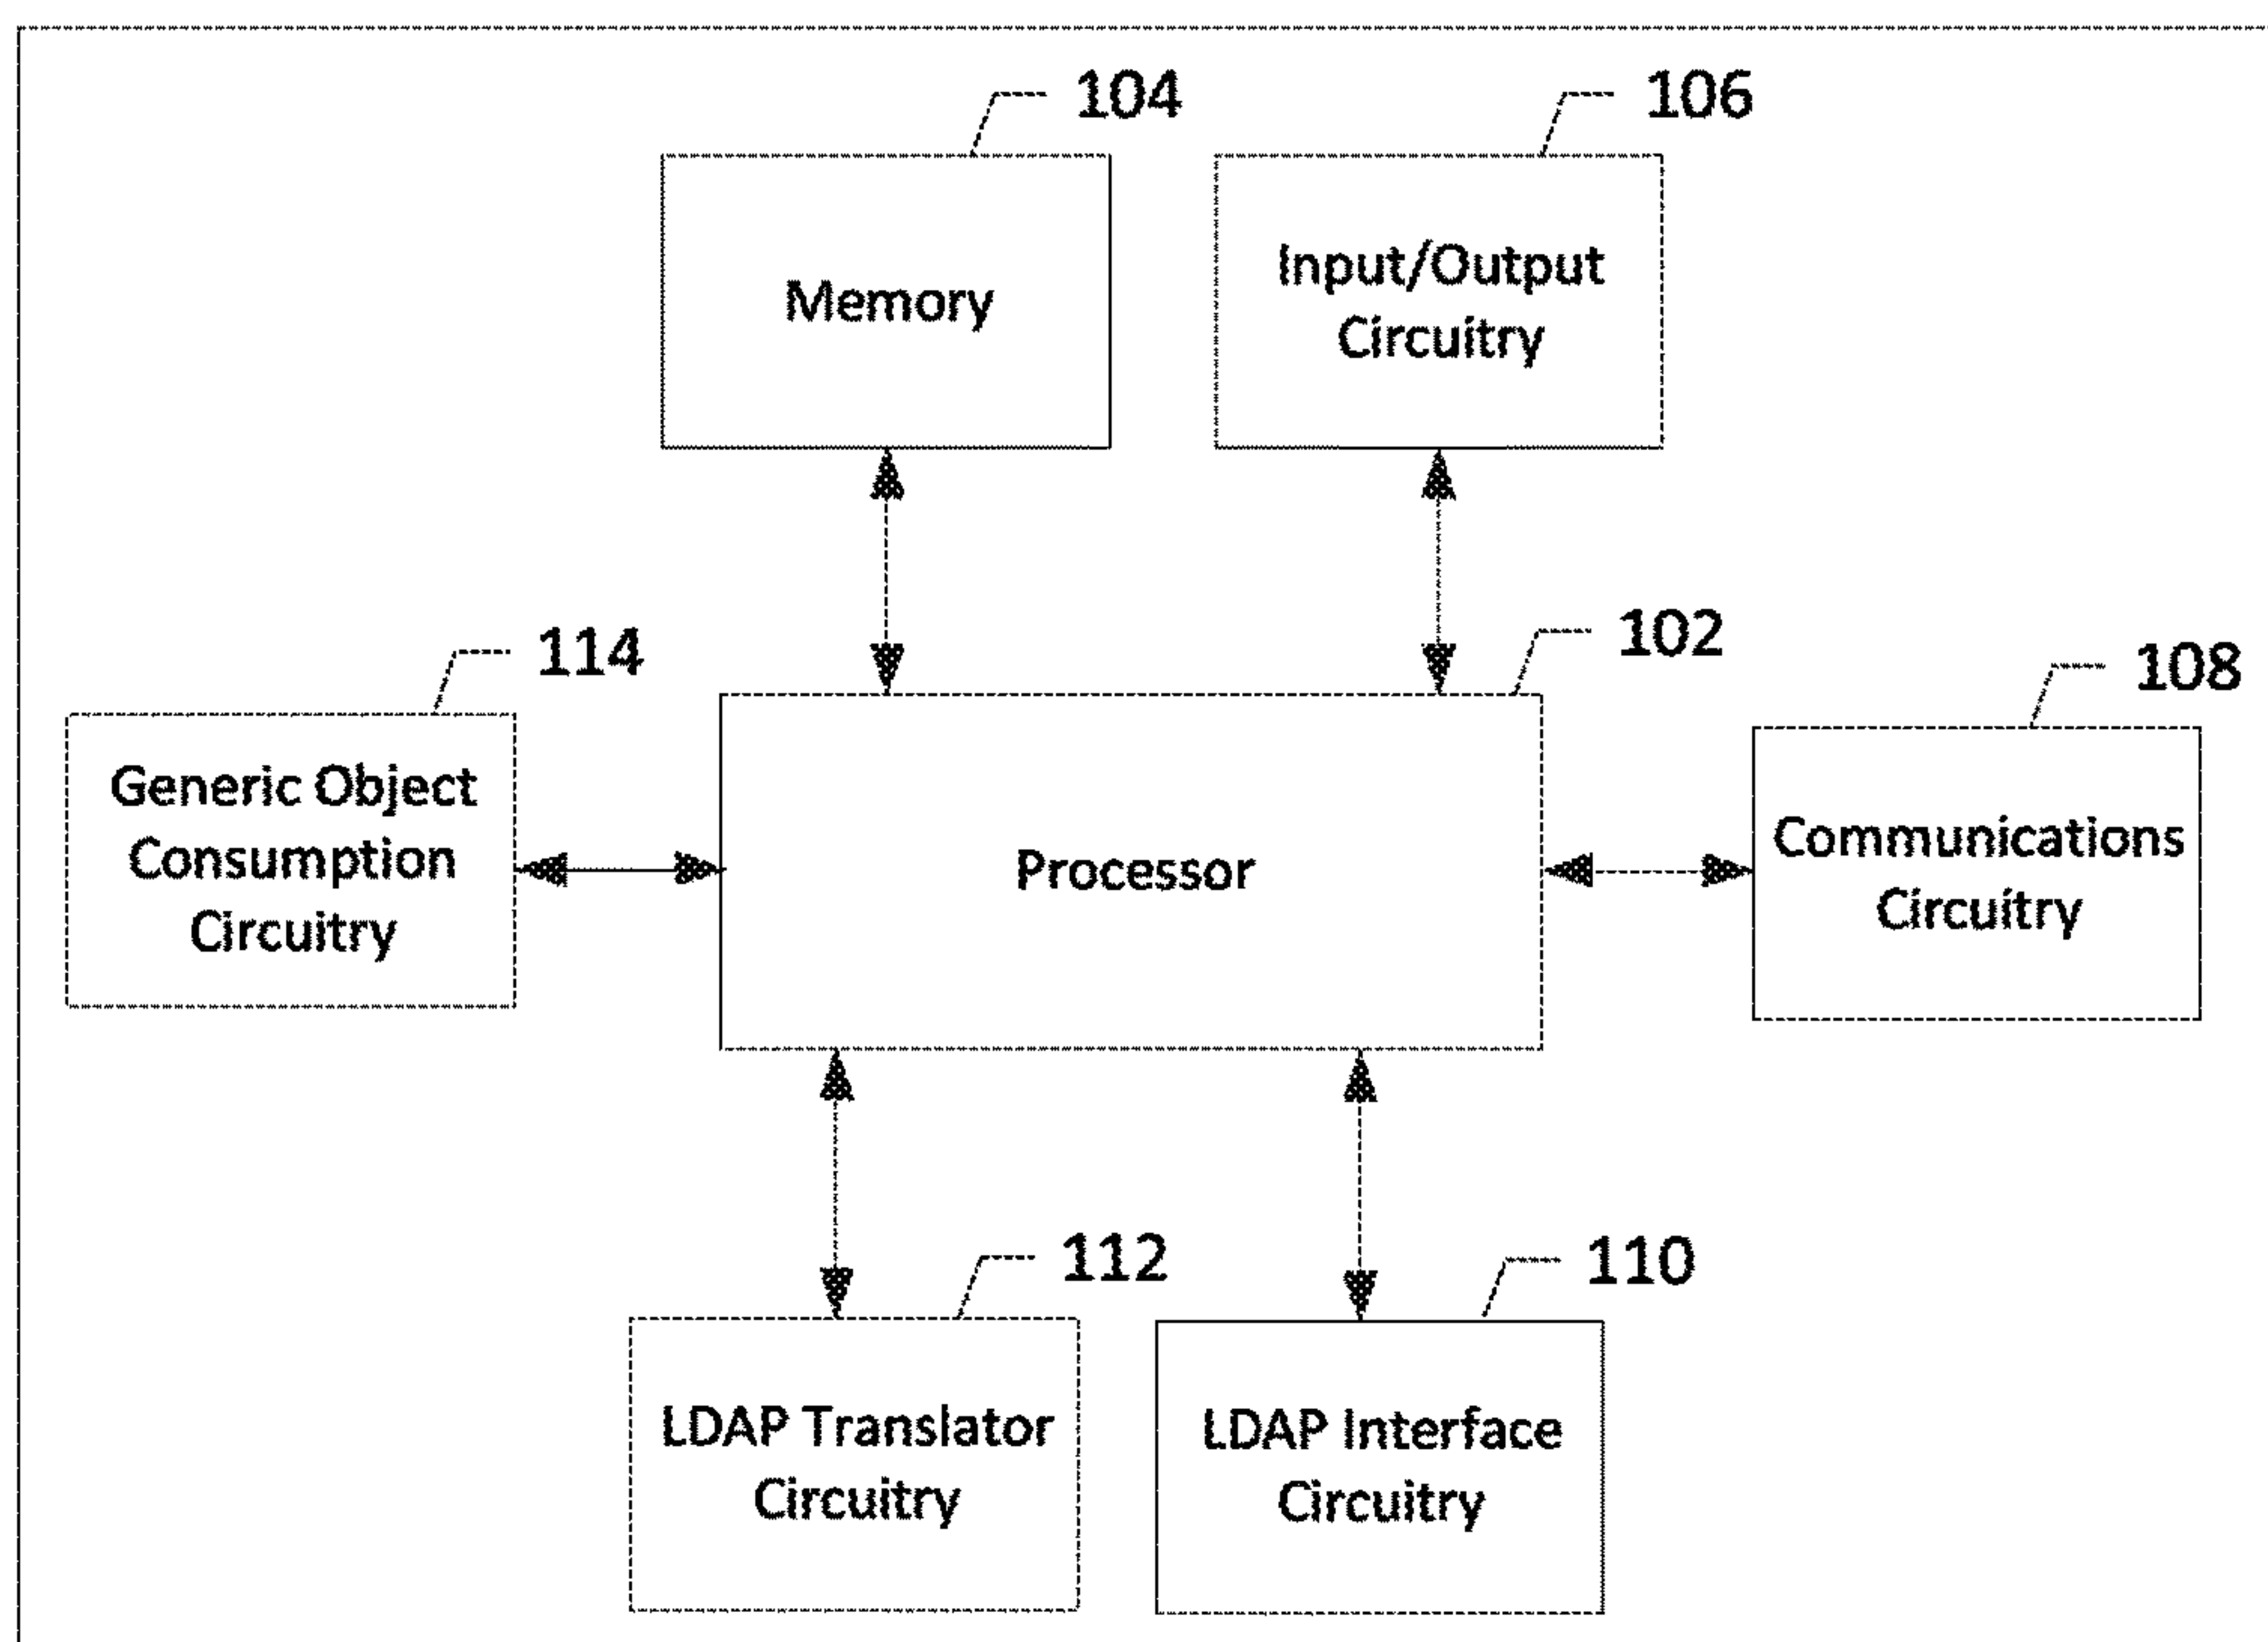 104
106
Memory
Input/Output
Circuitry
102
114
108
Generic Object
Consumption
Circuitry
Processor
Communications
Circuitry
112
110
LDAP Translator
Circuitry
LDAP Interface
Circuitry